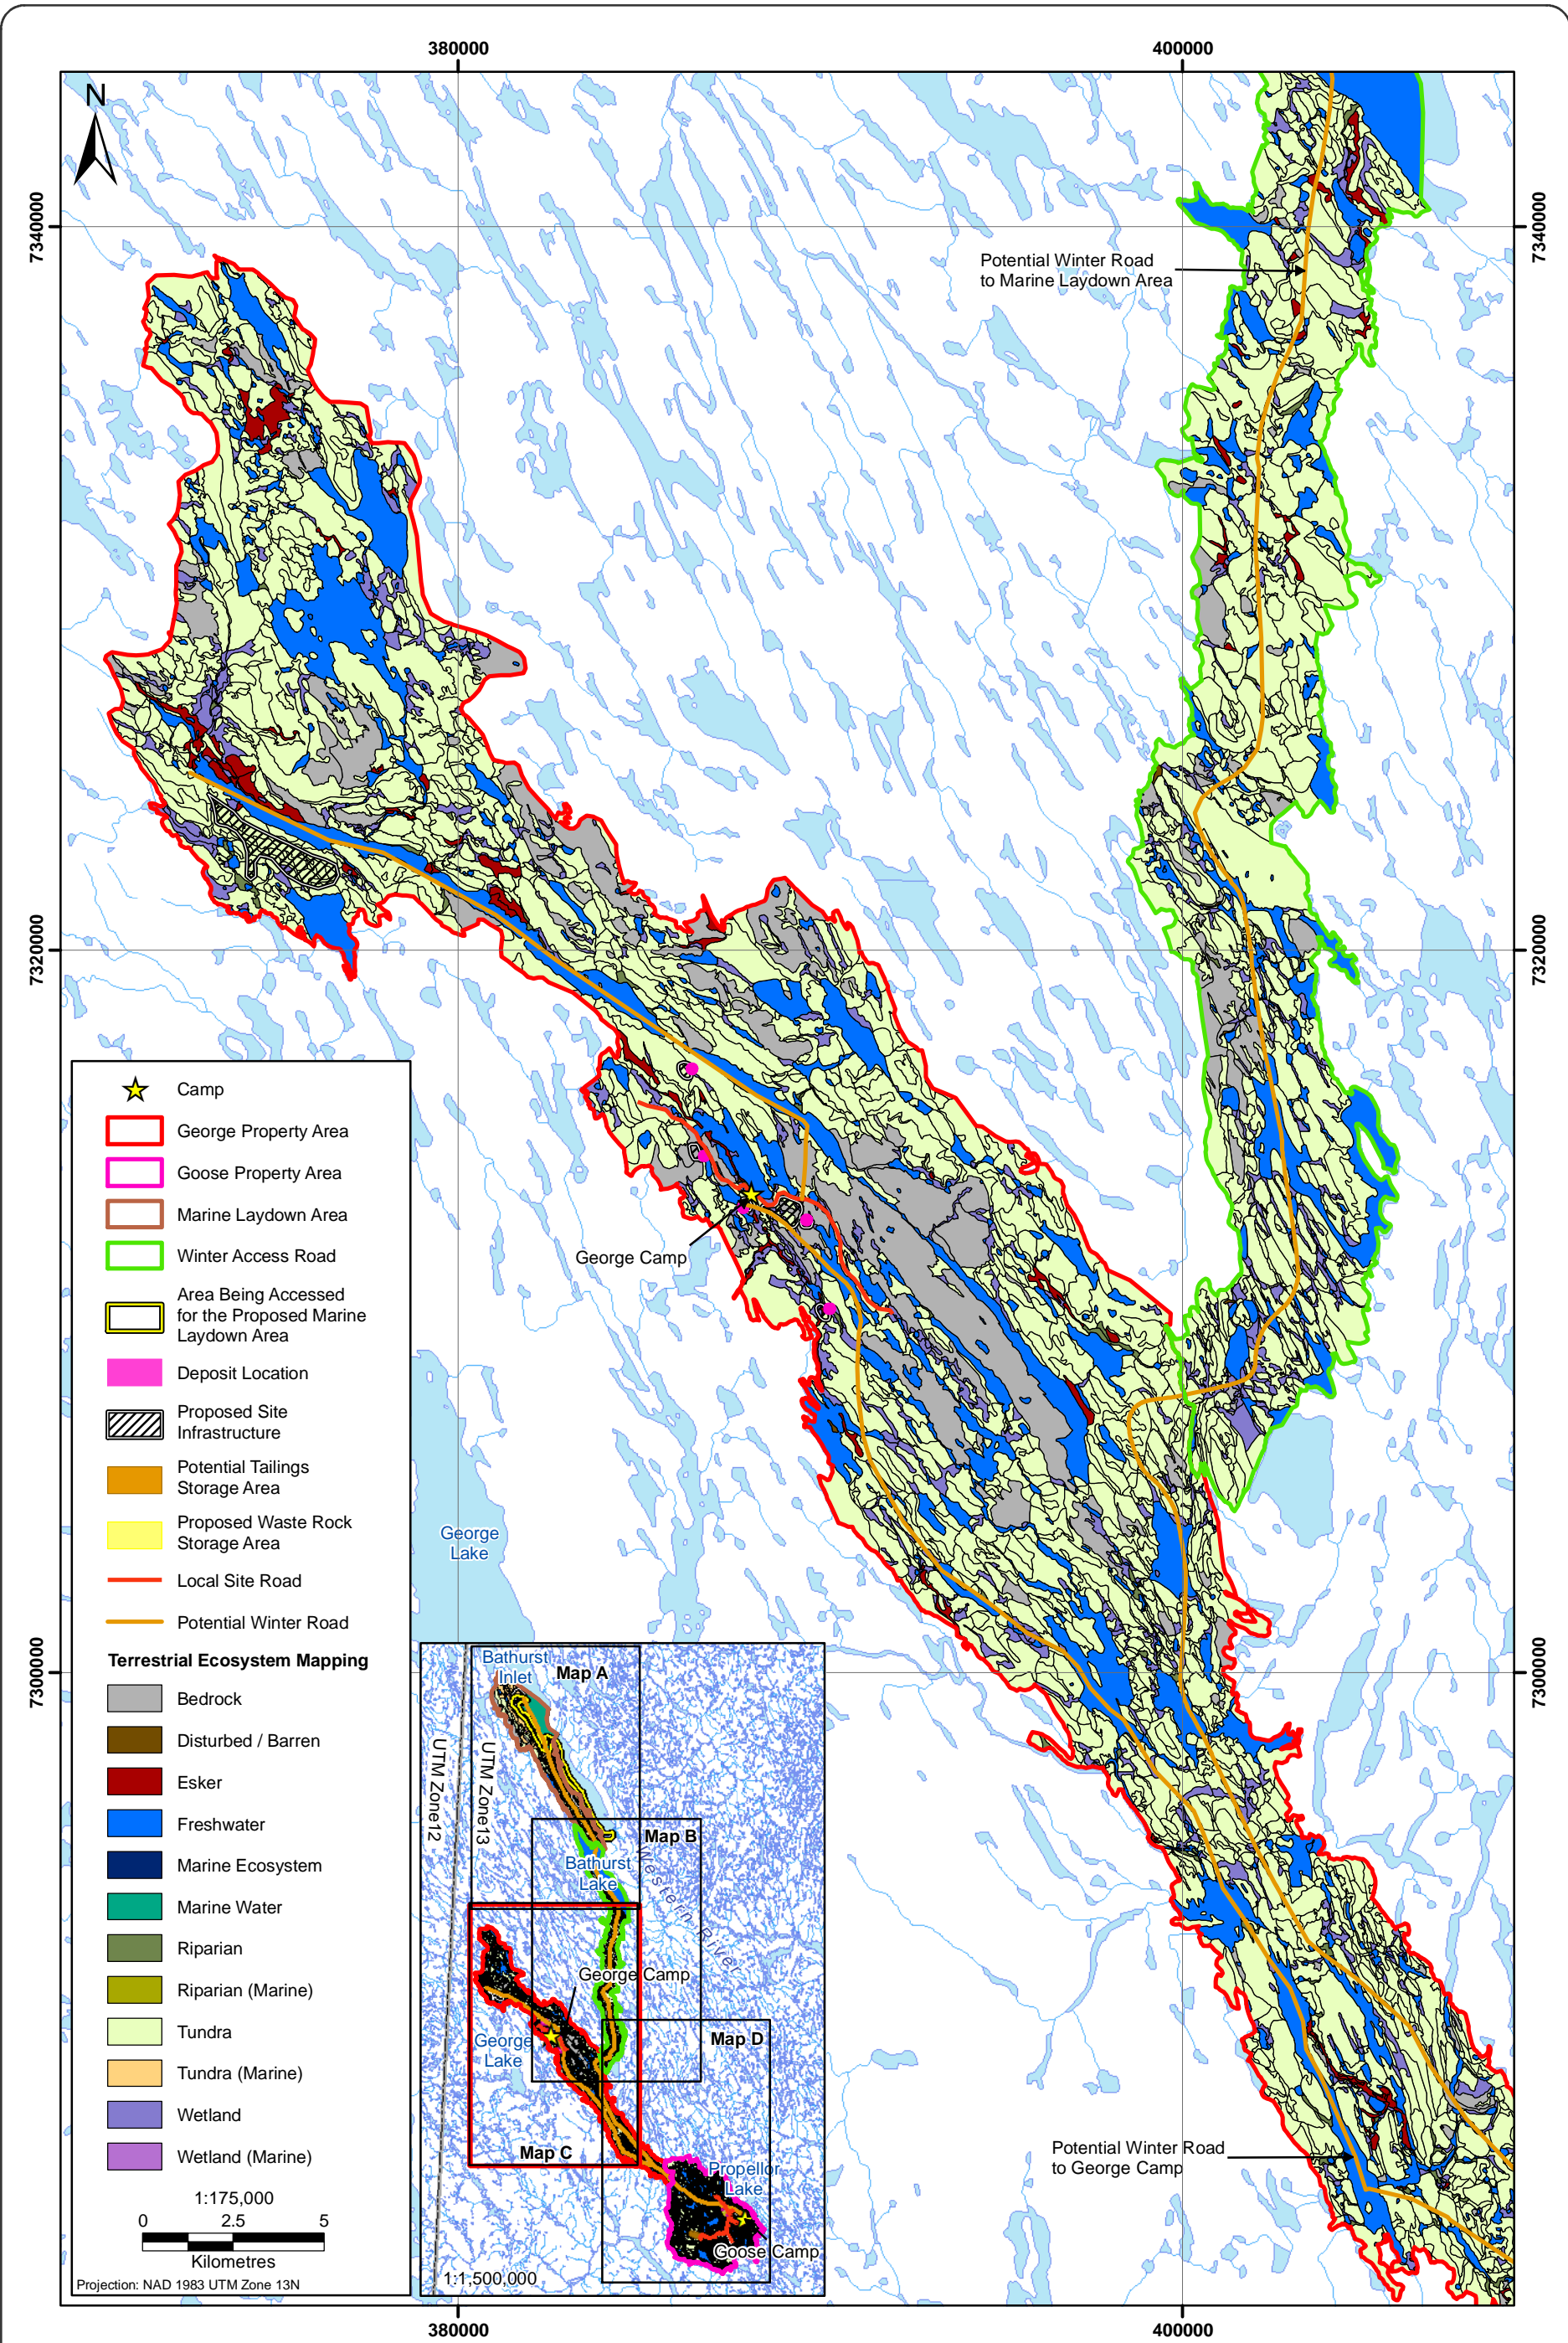 380000
400000
N
7340000
7340000
Potential Winter Road
to Marine Laydown Area
7320000
7320000
George Camp
Camp
George Property Area
Goose Property Area
Marine Laydown Area
Winter Access Road
Area Being Accessed
for the Proposed Marine
Laydown Area
Deposit Location
Proposed Site
Infrastructure
Potential Tailings
Storage Area
Proposed Waste Rock
Storage Area
Local Site Road
Potential Winter Road
Terrestrial Ecosystem Mapping
Bedrock
Disturbed / Barren
Esker
Freshwater
Marine Ecosystem
Marine Water
Riparian
Riparian (Marine)
Tundra
Tundra (Marine)
Wetland
Wetland (Marine)
1:175,000
0
2.5
5
Kilometres
Projection: NAD 1983 UTM Zone 13N
George
Lake
7300000
7300000
Bathurst
Inlet
Map A
UTM Zone12
UTM Zone13
Map B
Bathurst
Lake
Western River
George Camp
George
Lake
Map D
Map C
Propellor
Lake
Goose Camp
1:1,500,000
Potential Winter Road
to George Camp
380000
400000